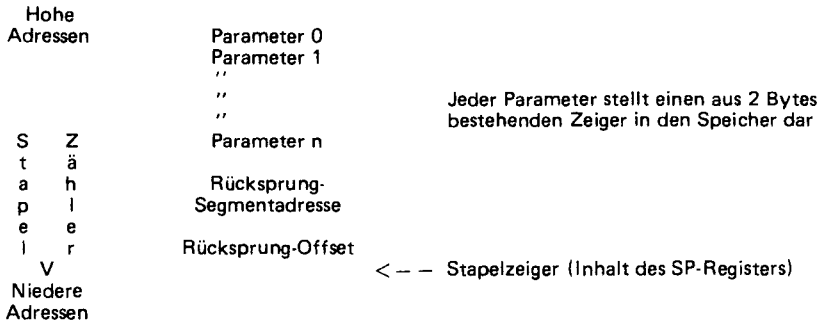 Hohe
Adressen Parameter 0
Parameter 1
''
''
''
Jeder Parameter stellt einen aus 2 Bytes
bestehenden Zeiger in den Speicher dar
S Z Parameter n
t ä
a h Rücksprung-
p l Segmentadresse
e e
l r Rücksprung-Offset
V <-- Stapelzeiger (Inhalt des SP-Registers)
Niedere
Adressen